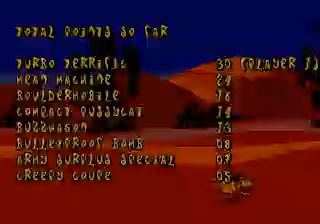 TOTAL POINTS SO FAR
TURBO TERRIFIC 30 (PLAYER 1)
MEAN MACHINE 24
BOULDERMOBILE 18
COMPACT PUSSYCAT 14
BUZZWAGON 13
BULLETPROOF BOMB 08
ARMY SURPLUS SPECIAL 07
CREEPY COUPE 05